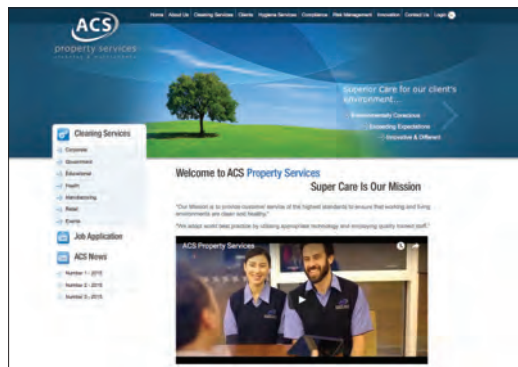 Home About Us Cleaning Services Clients Hygiene Services Compliance Risk Management Innovation Contact Us Login
ACS
property services
Superior Care for our client's
environment...
Environmentally Conscious
Exceeding Expectations
Innovative & Different
Cleaning Services
Corporate
Government
Educational
Health
Manufacturing
Retail
Events
Job Application
ACS News
Number 1 - 2015
Number 2 - 2015
Number 3 - 2015
Welcome to ACS Property Services
Super Care Is Our Mission
"Our Mission is to provide customer service of the highest standards to ensure that working and living
environments are clean and healthy."
"We adopt world best practice by utilising appropriate technology and employing quality trained staff."
ACS Property Services